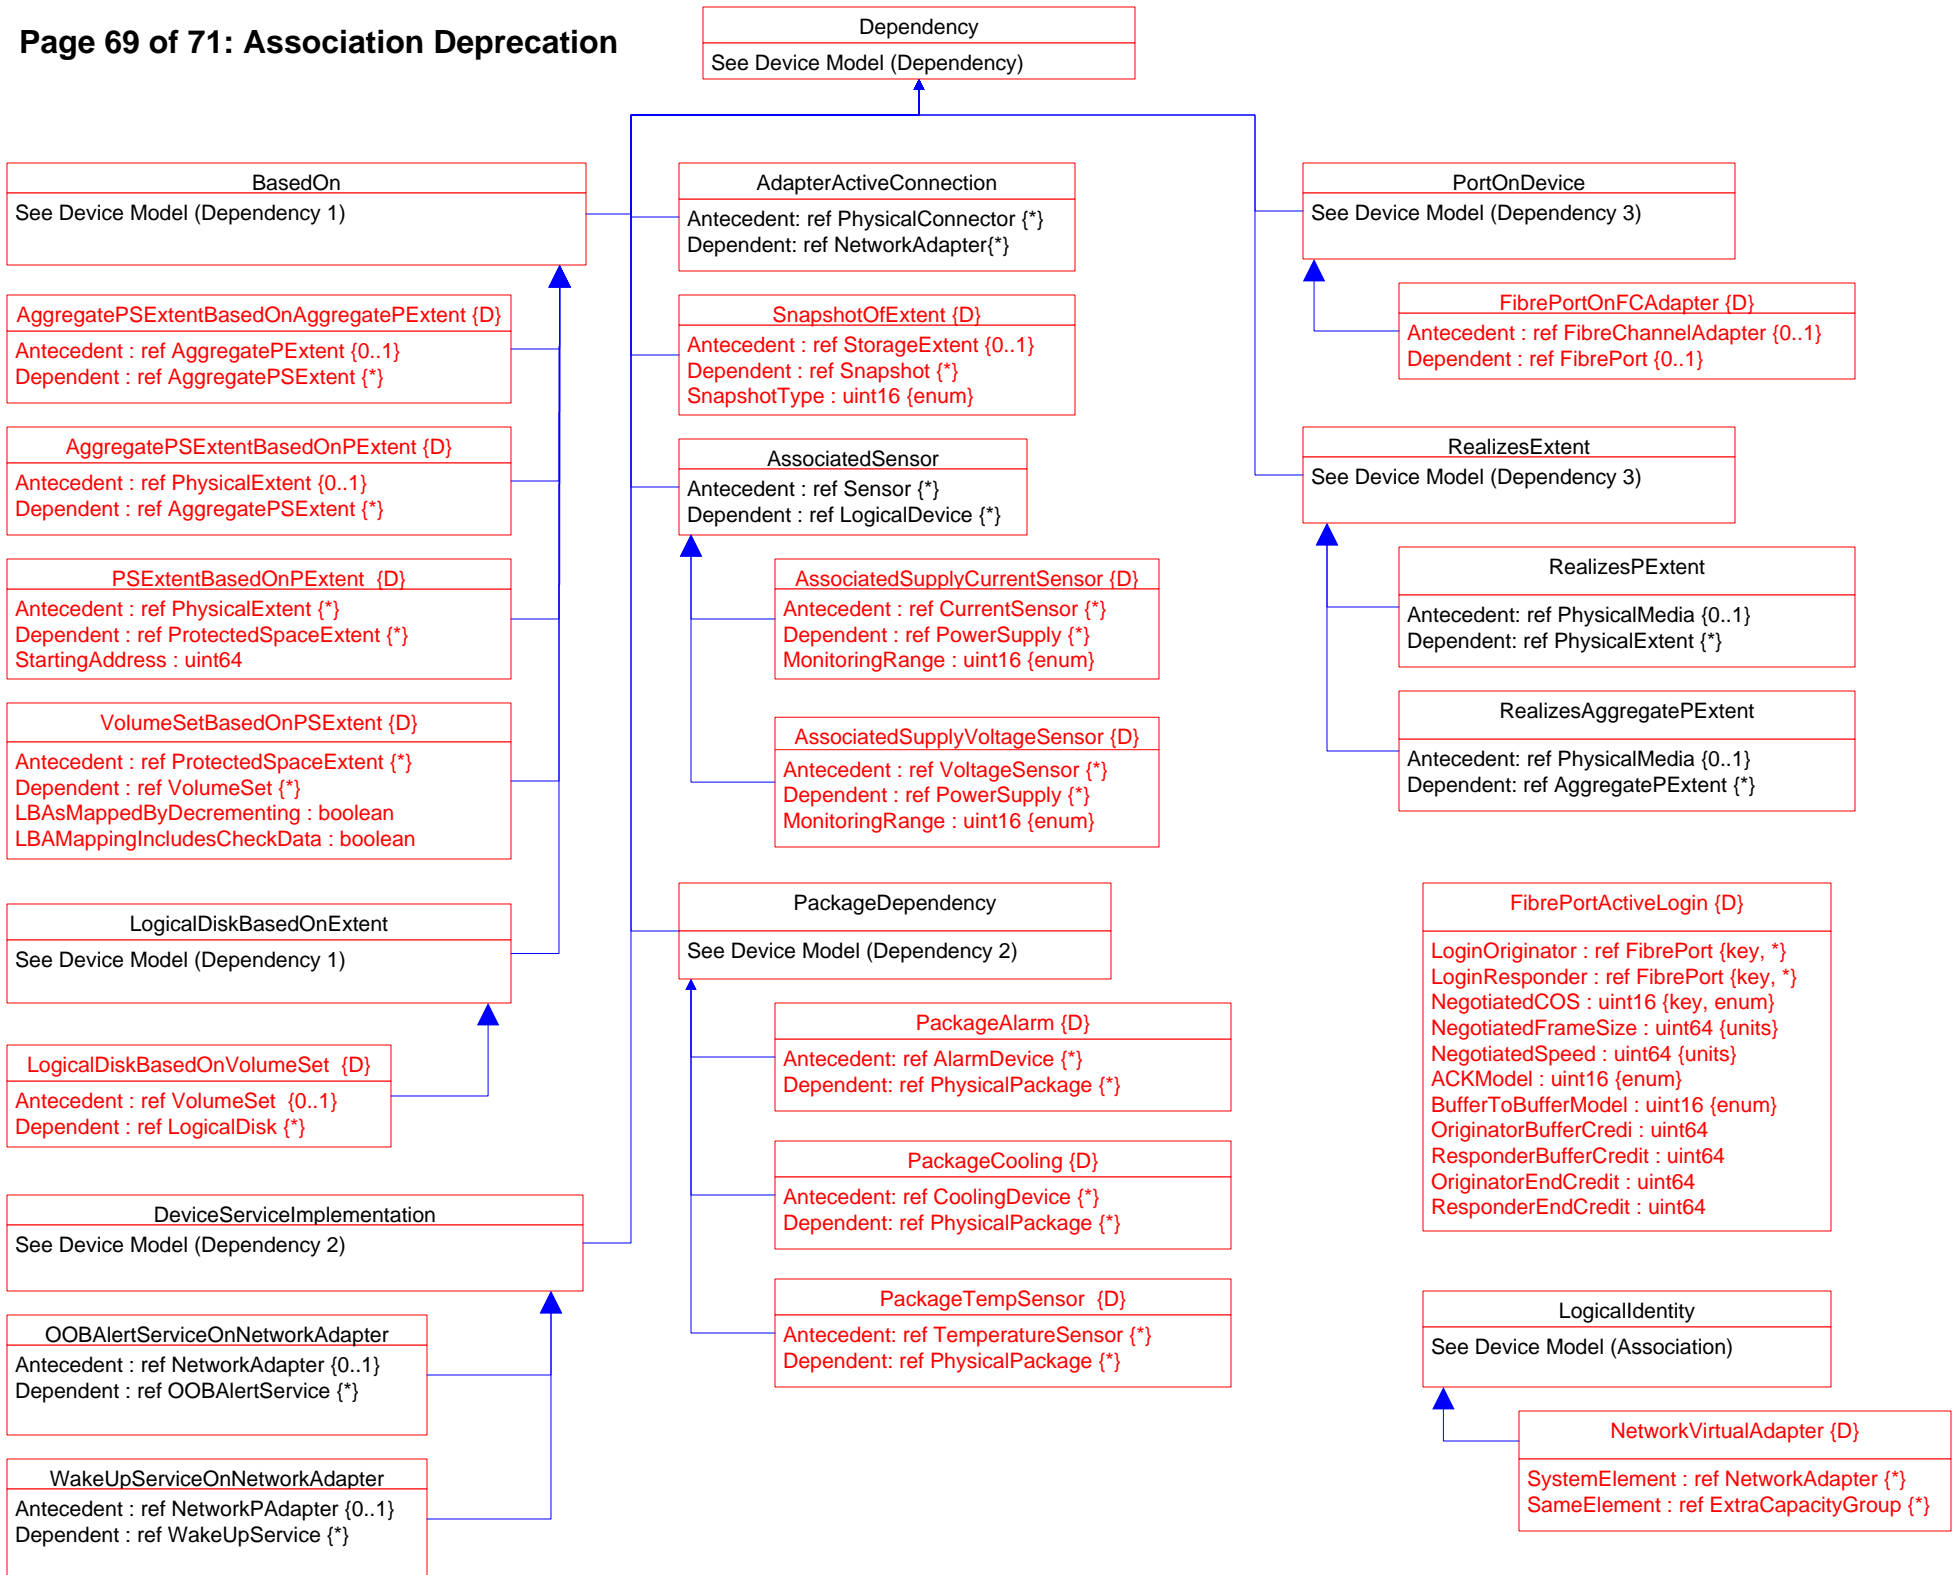 Page 69 of 71: Association Deprecation
Dependency
See Device Model (Dependency)
BasedOn
See Device Model (Dependency 1)
AggregatePSExtentBasedOnAggregatePExtent {D}
Antecedent : ref AggregatePExtent {0..1}
Dependent : ref AggregatePSExtent {*}
AggregatePSExtentBasedOnPExtent {D}
Antecedent : ref PhysicalExtent {0..1}
Dependent : ref AggregatePSExtent {*}
PSExtentBasedOnPExtent {D}
Antecedent : ref PhysicalExtent {*}
Dependent : ref ProtectedSpaceExtent {*}
StartingAddress : uint64
VolumeSetBasedOnPSExtent {D}
Antecedent : ref ProtectedSpaceExtent {*}
Dependent : ref VolumeSet {*}
LBAsMappedByDecrementing : boolean
LBAMappingIncludesCheckData : boolean
LogicalDiskBasedOnExtent
See Device Model (Dependency 1)
LogicalDiskBasedOnVolumeSet {D}
Antecedent : ref VolumeSet {0..1}
Dependent : ref LogicalDisk {*}
DeviceServiceImplementation
See Device Model (Dependency 2)
OOBAlertServiceOnNetworkAdapter
Antecedent : ref NetworkAdapter {0..1}
Dependent : ref OOBAlertService {*}
WakeUpServiceOnNetworkAdapter
Antecedent : ref NetworkPAdapter {0..1}
Dependent : ref WakeUpService {*}
AdapterActiveConnection
Antecedent: ref PhysicalConnector {*}
Dependent: ref NetworkAdapter{*}
SnapshotOfExtent {D}
Antecedent : ref StorageExtent {0..1}
Dependent : ref Snapshot {*}
SnapshotType : uint16 {enum}
AssociatedSensor
Antecedent : ref Sensor {*}
Dependent : ref LogicalDevice {*}
AssociatedSupplyCurrentSensor {D}
Antecedent : ref CurrentSensor {*}
Dependent : ref PowerSupply {*}
MonitoringRange : uint16 {enum}
AssociatedSupplyVoltageSensor {D}
Antecedent : ref VoltageSensor {*}
Dependent : ref PowerSupply {*}
MonitoringRange : uint16 {enum}
PackageDependency
See Device Model (Dependency 2)
PackageAlarm {D}
Antecedent: ref AlarmDevice {*}
Dependent: ref PhysicalPackage {*}
PackageCooling {D}
Antecedent: ref CoolingDevice {*}
Dependent: ref PhysicalPackage {*}
PackageTempSensor {D}
Antecedent: ref TemperatureSensor {*}
Dependent: ref PhysicalPackage {*}
PortOnDevice
See Device Model (Dependency 3)
FibrePortOnFCAdapter {D}
Antecedent : ref FibreChannelAdapter {0..1}
Dependent : ref FibrePort {0..1}
RealizesExtent
See Device Model (Dependency 3)
RealizesPExtent
Antecedent: ref PhysicalMedia {0..1}
Dependent: ref PhysicalExtent {*}
RealizesAggregatePExtent
Antecedent: ref PhysicalMedia {0..1}
Dependent: ref AggregatePExtent {*}
FibrePortActiveLogin {D}
LoginOriginator : ref FibrePort {key, *}
LoginResponder : ref FibrePort {key, *}
NegotiatedCOS : uint16 {key, enum}
NegotiatedFrameSize : uint64 {units}
NegotiatedSpeed : uint64 {units}
ACKModel : uint16 {enum}
BufferToBufferModel : uint16 {enum}
OriginatorBufferCredi : uint64
ResponderBufferCredit : uint64
OriginatorEndCredit : uint64
ResponderEndCredit : uint64
LogicalIdentity
See Device Model (Association)
NetworkVirtualAdapter {D}
SystemElement : ref NetworkAdapter {*}
SameElement : ref ExtraCapacityGroup {*}